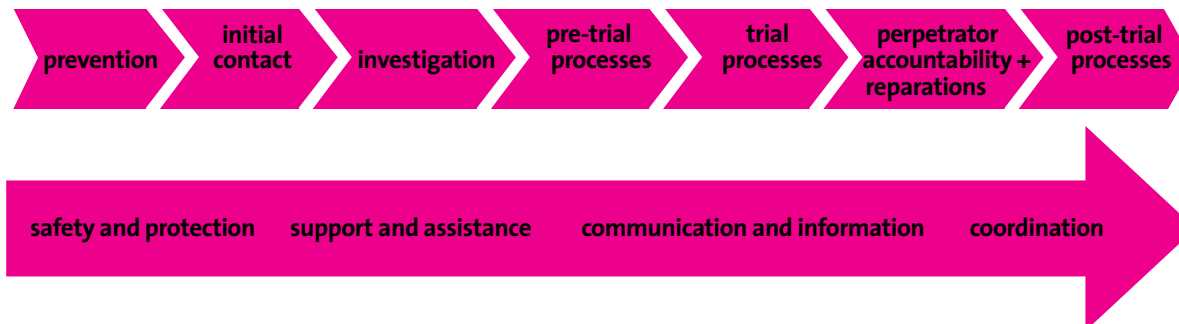 prevention
initial
contact
investigation
pre-trial
processes
trial
processes
perpetrator
accountability +
reparations
post-trial
processes
safety and protection
support and assistance
communication and information
coordination